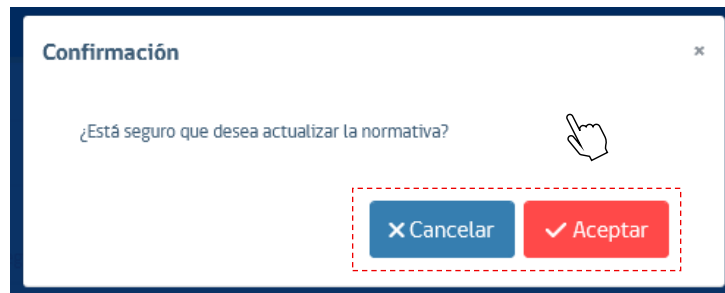 Confirmación
¿Está seguro que desea actualizar la normativa?
Cancelar
Aceptar